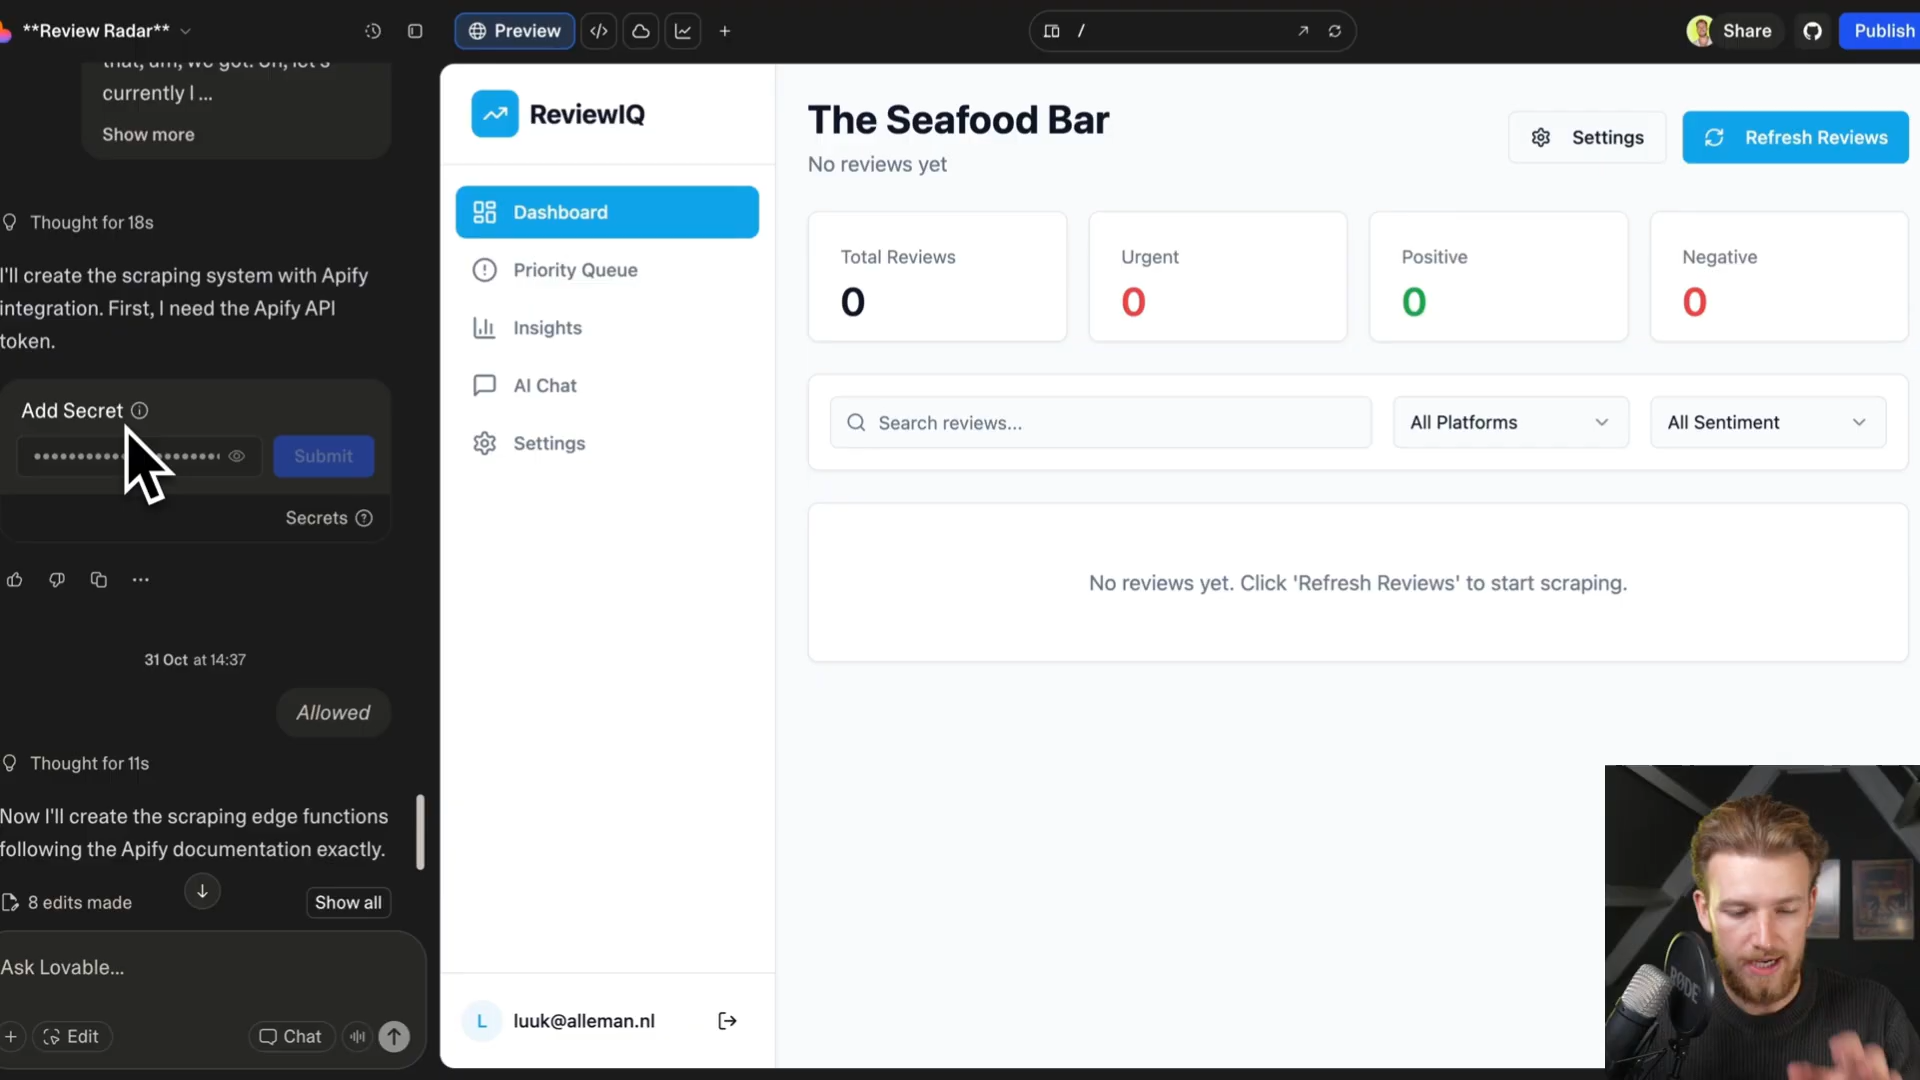 **Review Radar**
Preview
/
Share
Publish
currently I ...
Show more
Thought for 18s
I'll create the scraping system with Apify
integration. First, I need the Apify API
token.
Add Secret
Submit
Secrets
31 Oct at 14:37
Allowed
Thought for 11s
Now I'll create the scraping edge functions
following the Apify documentation exactly.
8 edits made
Show all
Ask Lovable...
Edit
Chat
ReviewIQ
Dashboard
Priority Queue
Insights
AI Chat
Settings
L
luuk@alleman.nl
The Seafood Bar
No reviews yet
Settings
Refresh Reviews
Total Reviews
0
Urgent
0
Positive
0
Negative
0
Search reviews...
All Platforms
All Sentiment
No reviews yet. Click 'Refresh Reviews' to start scraping.
RØDE